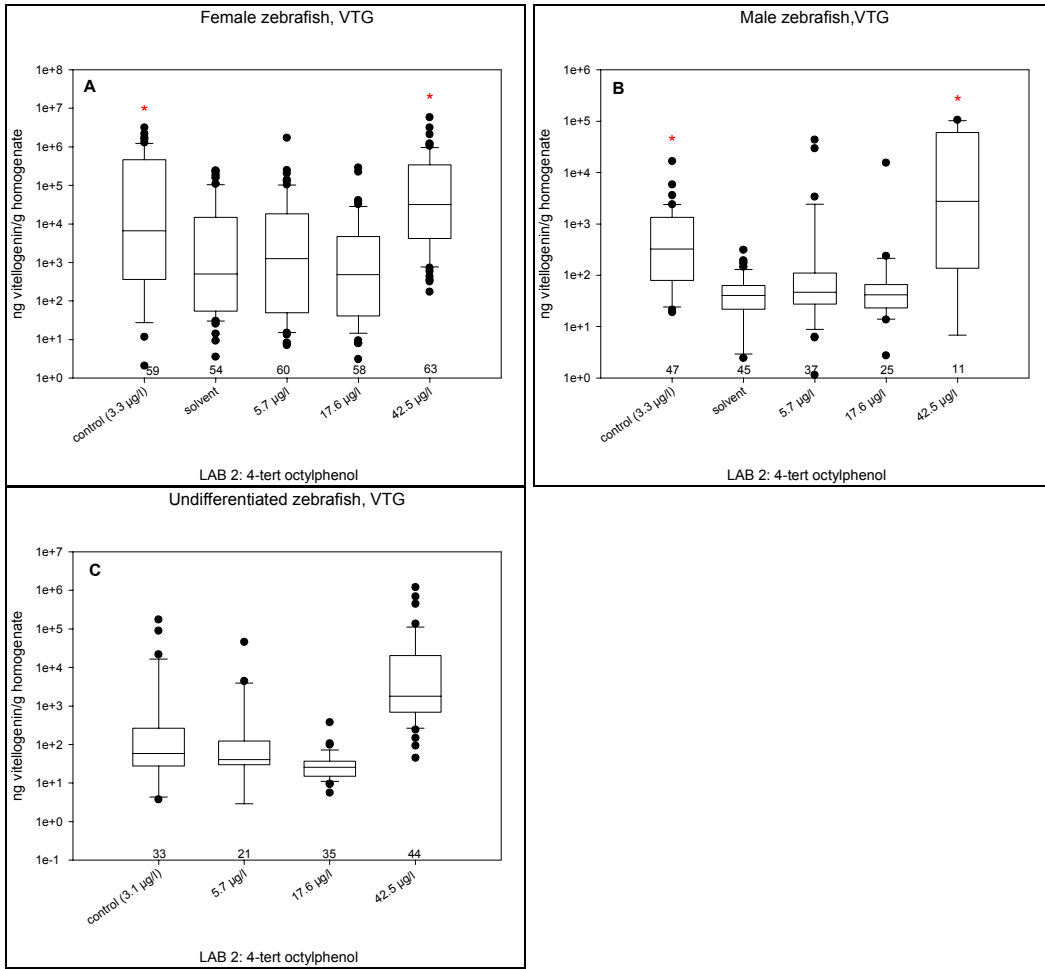 Female zebrafish, VTG
A
ng vitellogenin/g homogenate
1e+8
1e+7
1e+6
1e+5
1e+4
1e+3
1e+2
1e+1
1e+0
* *
59 54 60 58 63
control (3.3 µg/l) solvent 5.7 µg/l 17.6 µg/l 42.5 µg/l
LAB 2: 4-tert octylphenol
Male zebrafish,VTG
B
ng vitellogenin/g homogenate
1e+6
1e+5
1e+4
1e+3
1e+2
1e+1
1e+0
* *
47 45 37 25 11
control (3.3 µg/l) solvent 5.7 µg/l 17.6 µg/l 42.5 µg/l
LAB 2: 4-tert octylphenol
Undifferentiated zebrafish, VTG
C
ng vitellogenin/g homogenate
1e+7
1e+6
1e+5
1e+4
1e+3
1e+2
1e+1
1e+0
1e-1
33 21 35 44
control (3.1 µg/l) 5.7 µg/l 17.6 µg/l 42.5 µg/l
LAB 2: 4-tert octylphenol